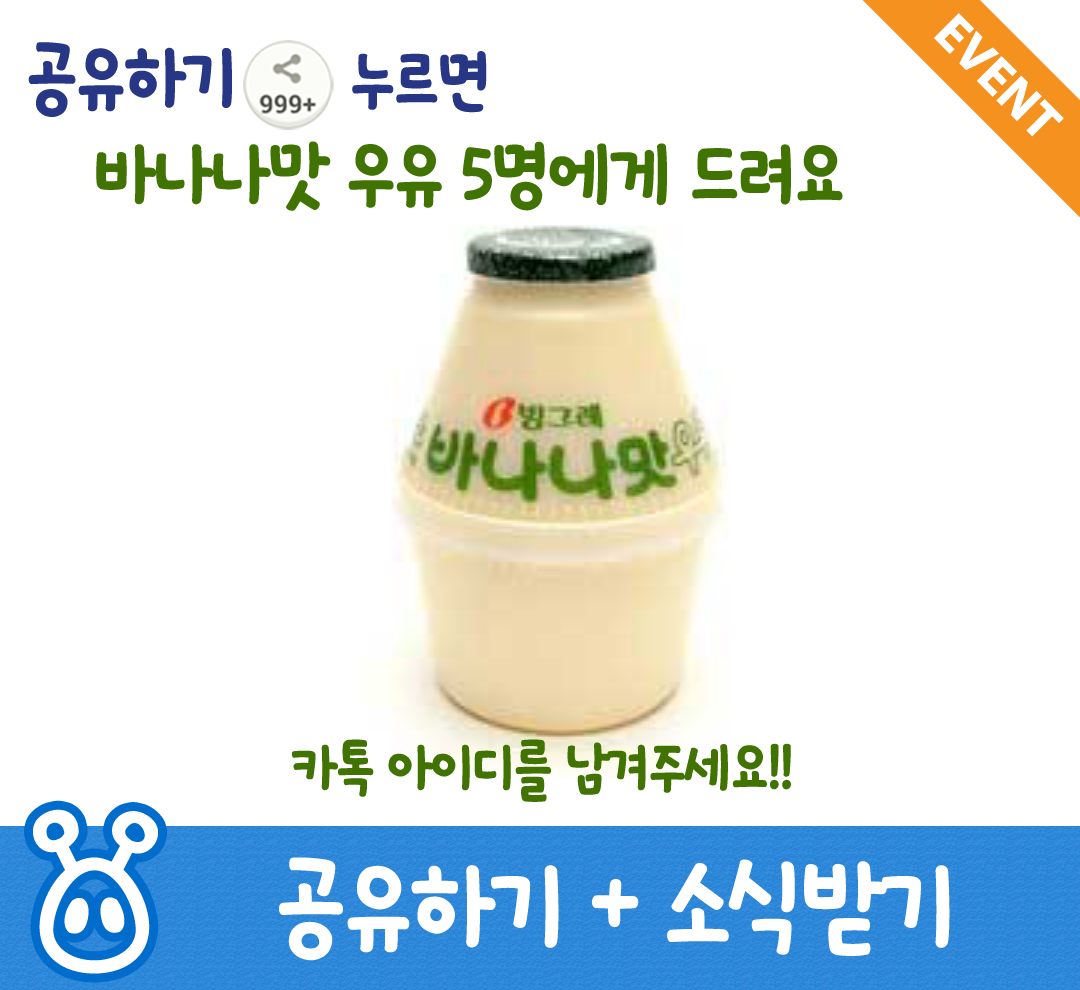 공유하기 999+ 누르면
EVENT
바나나맛 우유 5명에게 드려요
빙그레
바나나맛
카톡 아이디를 남겨주세요!!
공유하기 + 소식받기